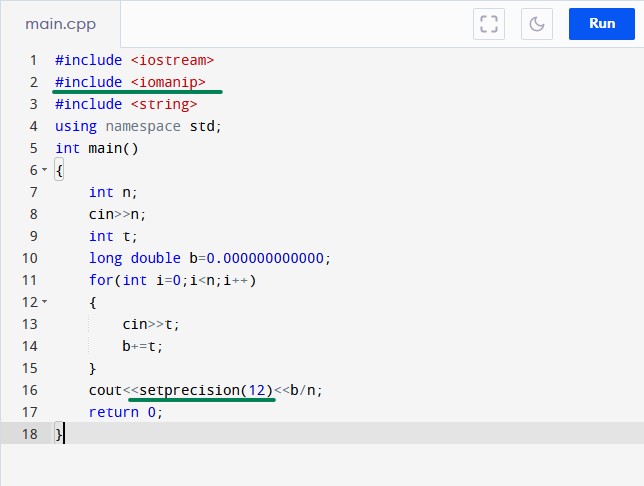 main.cpp
Run
1 #include <iostream>
2 #include <iomanip>
3 #include <string>
4 using namespace std;
5 int main()
6 {
7 int n;
8 cin>>n;
9 int t;
10 long double b=0.000000000000;
11 for(int i=0;i<n;i++)
12 {
13 cin>>t;
14 b+=t;
15 }
16 cout<<setprecision(12)<<b/n;
17 return 0;
18 }